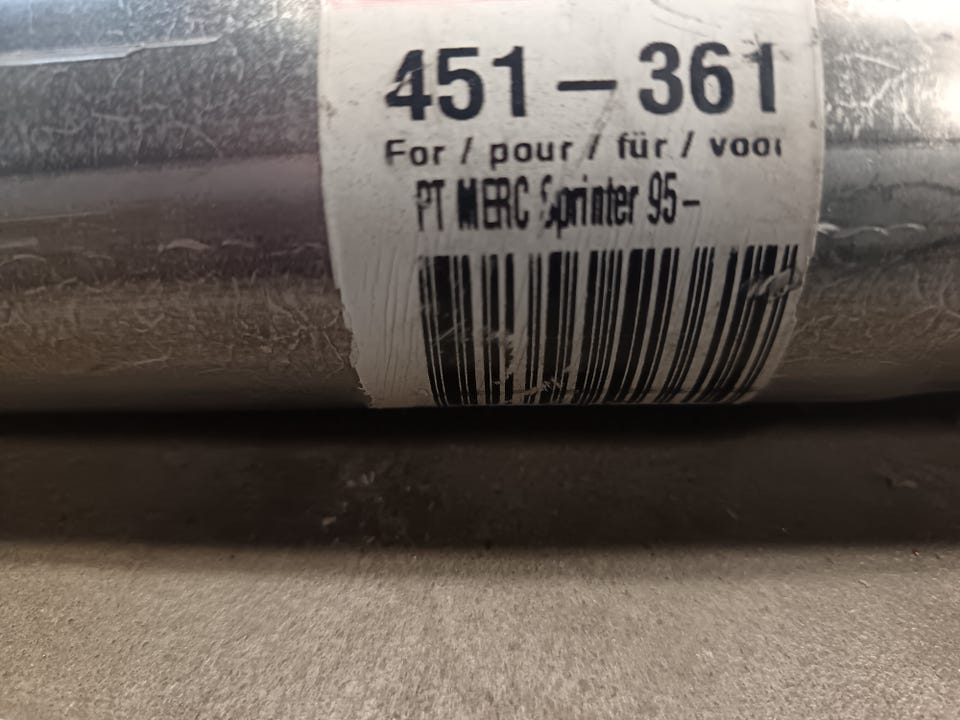 451-361
For / pour / für / voor
PT MERC Sprinter 95-